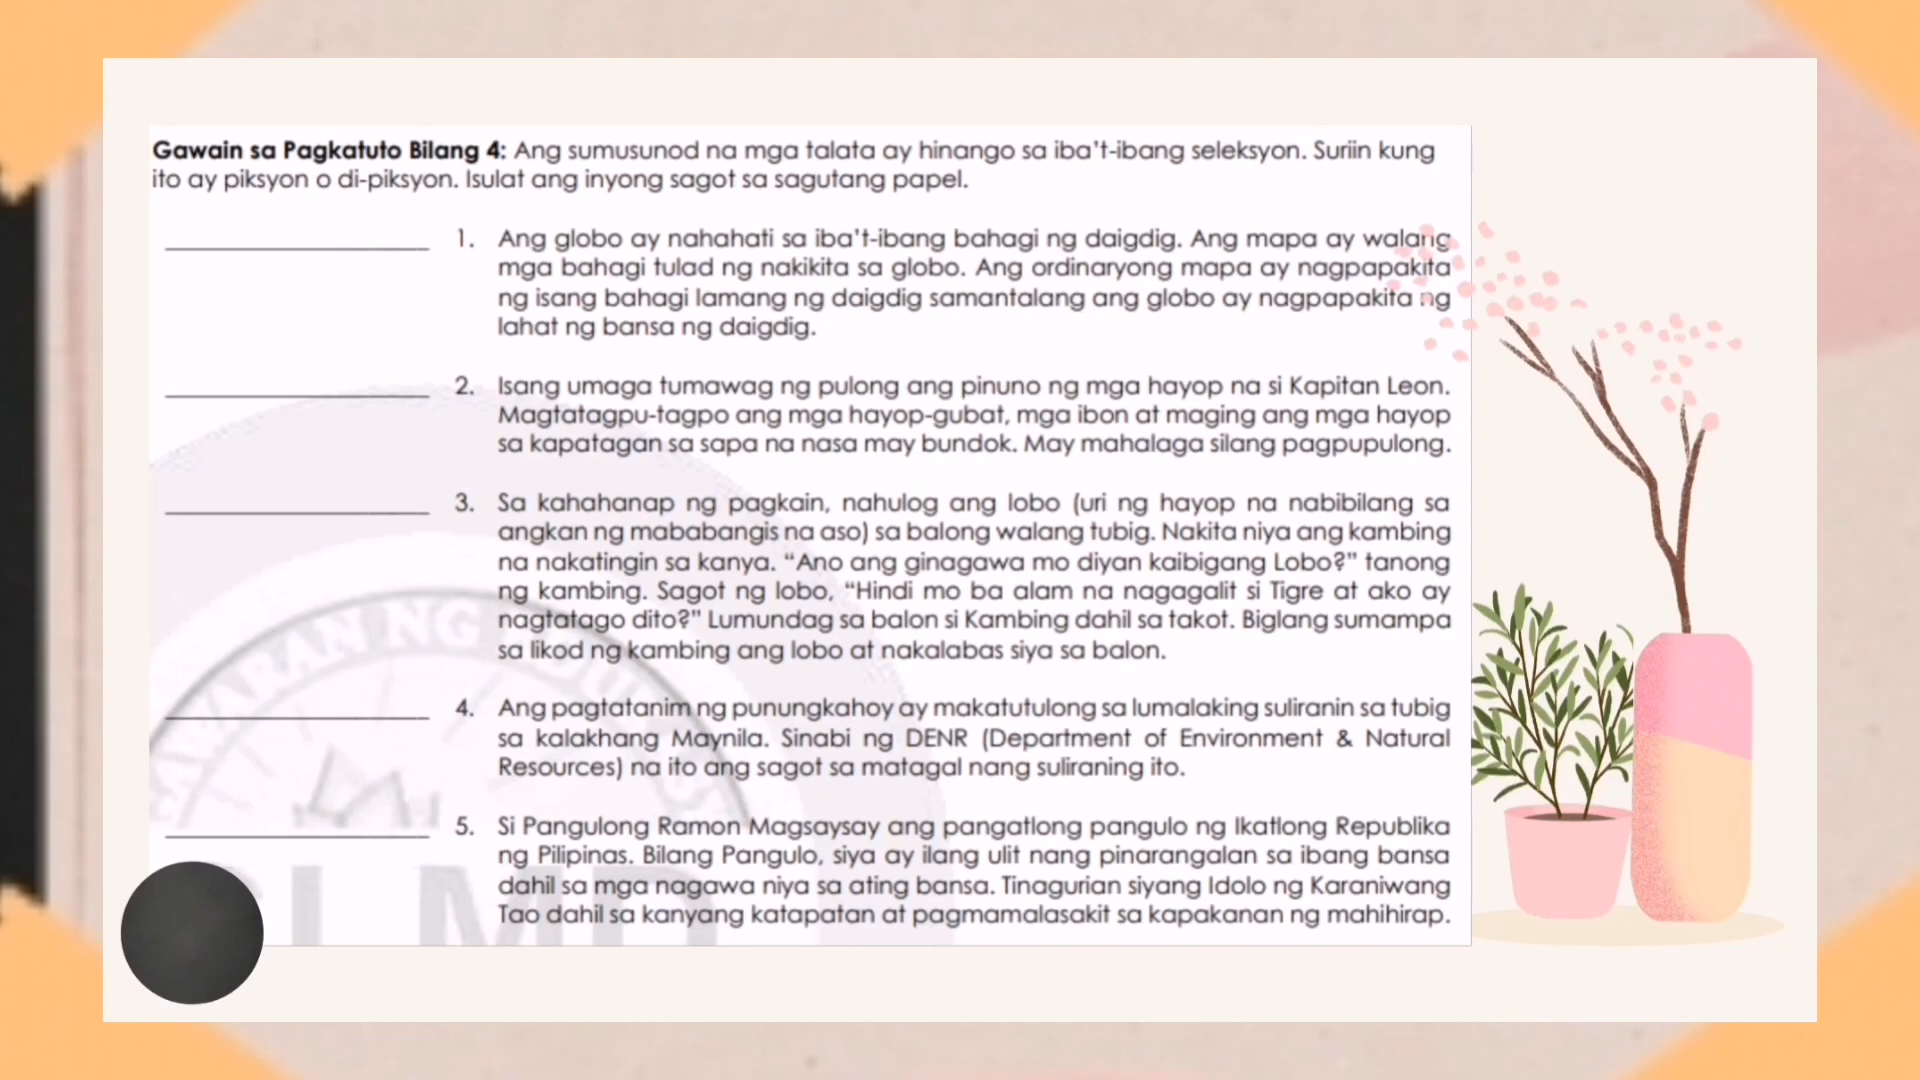 Gawain sa Pagkatuto Bilang 4: Ang sumusunod na mga talata ay hinango sa iba't-ibang seleksyon. Suriin kung
ito ay piksyon o di-piksyon. Isulat ang inyong sagot sa sagutang papel.
1. Ang globo ay nahahati sa iba't-ibang bahagi ng daigdig. Ang mapa ay walang
mga bahagi tulad ng nakikita sa globo. Ang ordinaryong mapa ay nagpapakita
ng isang bahagi lamang ng daigdig samantalang ang globo ay nagpapakita ng
lahat ng bansa ng daigdig.
2. Isang umaga tumawag ng pulong ang pinuno ng mga hayop na si Kapitan Leon.
Magtatagpu-tagpo ang mga hayop-gubat, mga ibon at maging ang mga hayop
sa kapatagan sa sapa na nasa may bundok. May mahalaga silang pagpupulong.
3. Sa kahahanap ng pagkain, nahulog ang lobo (uri ng hayop na nabibilang sa
angkan ng mababangis na aso) sa balong walang tubig. Nakita niya ang kambing
na nakatingin sa kanya. “Ano ang ginagawa mo diyan kaibigang Lobo?” tanong
ng kambing. Sagot ng lobo, “Hindi mo ba alam na nagagalit si Tigre at ako ay
nagtatago dito?” Lumundag sa balon si Kambing dahil sa takot. Biglang sumampa
sa likod ng kambing ang lobo at nakalabas siya sa balon.
4. Ang pagtatanim ng punungkahoy ay makatutulong sa lumalaking suliranin sa tubig
sa kalakhang Maynila. Sinabi ng DENR (Department of Environment & Natural
Resources) na ito ang sagot sa matagal nang suliraning ito.
5. Si Pangulong Ramon Magsaysay ang pangatlong pangulo ng Ikatlong Republika
ng Pilipinas. Bilang Pangulo, siya ay ilang ulit nang pinarangalan sa ibang bansa
dahil sa mga nagawa niya sa ating bansa. Tinagurian siyang Idolo ng Karaniwang
Tao dahil sa kanyang katapatan at pagmamalasakit sa kapakanan ng mahihirap.